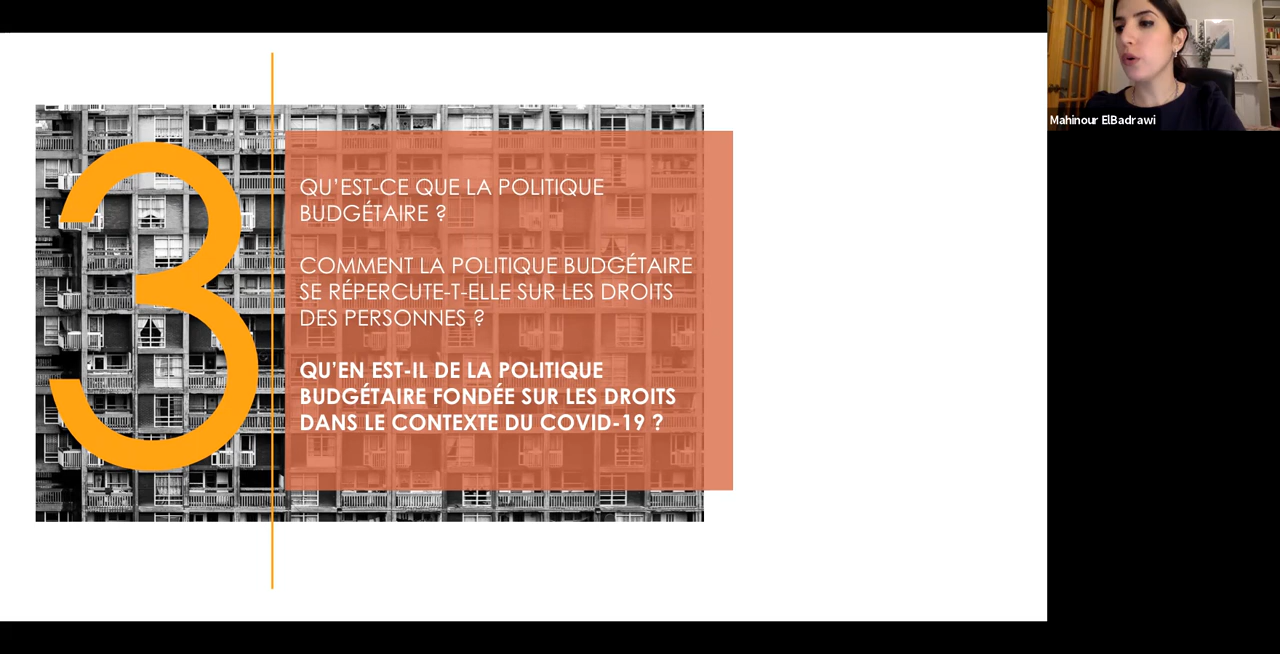 3
QU'EST-CE QUE LA POLITIQUE
BUDGÉTAIRE ?
COMMENT LA POLITIQUE BUDGÉTAIRE
SE RÉPERCUTE-T-ELLE SUR LES DROITS
DES PERSONNES ?
QU'EN EST-IL DE LA POLITIQUE
BUDGÉTAIRE FONDÉE SUR LES DROITS
DANS LE CONTEXTE DU COVID-19 ?
Mahinour ElBadrawi